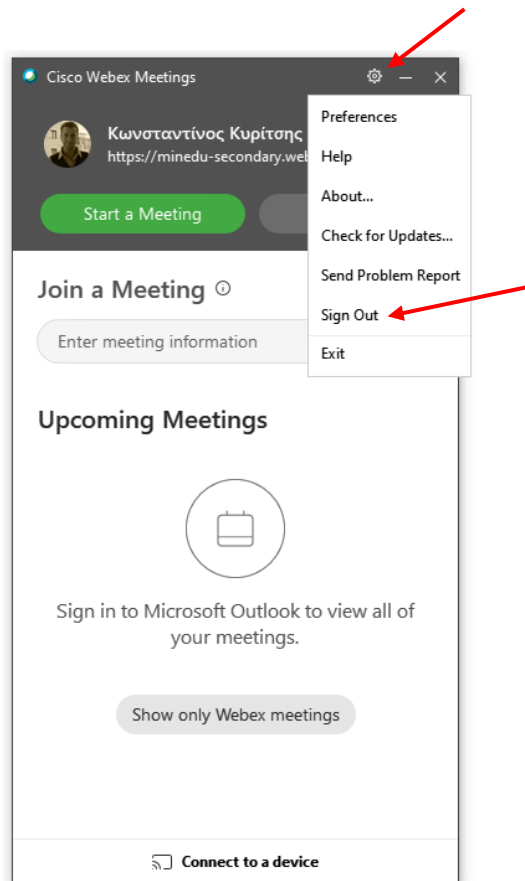 Cisco Webex Meetings
Κωνσταντίνος Κυρίτσης
https://minedu-secondary.we
Start a Meeting
Preferences
Help
About...
Check for Updates...
Send Problem Report
Sign Out
Exit
Join a Meeting
Enter meeting information
Upcoming Meetings
Sign in to Microsoft Outlook to view all of
your meetings.
Show only Webex meetings
Connect to a device